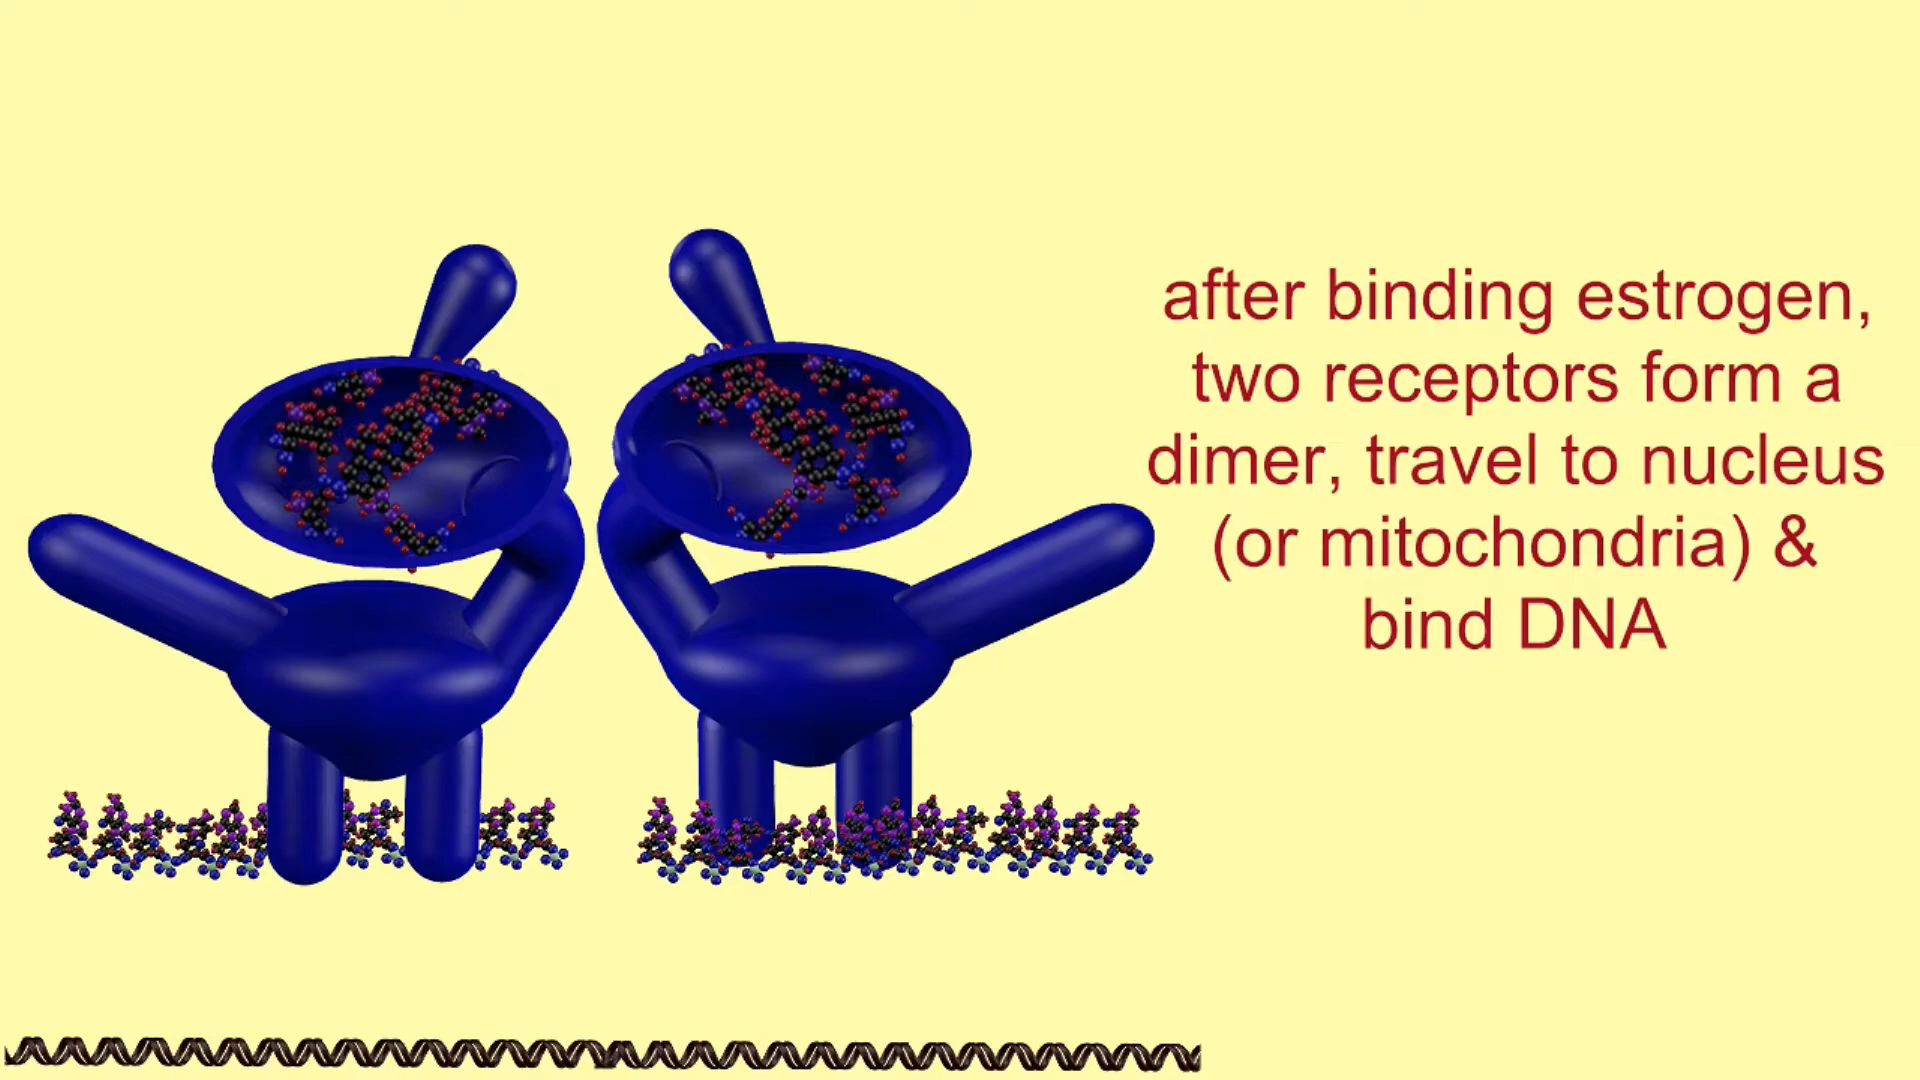 after binding estrogen,
two receptors form a
dimer, travel to nucleus
(or mitochondria) &
bind DNA